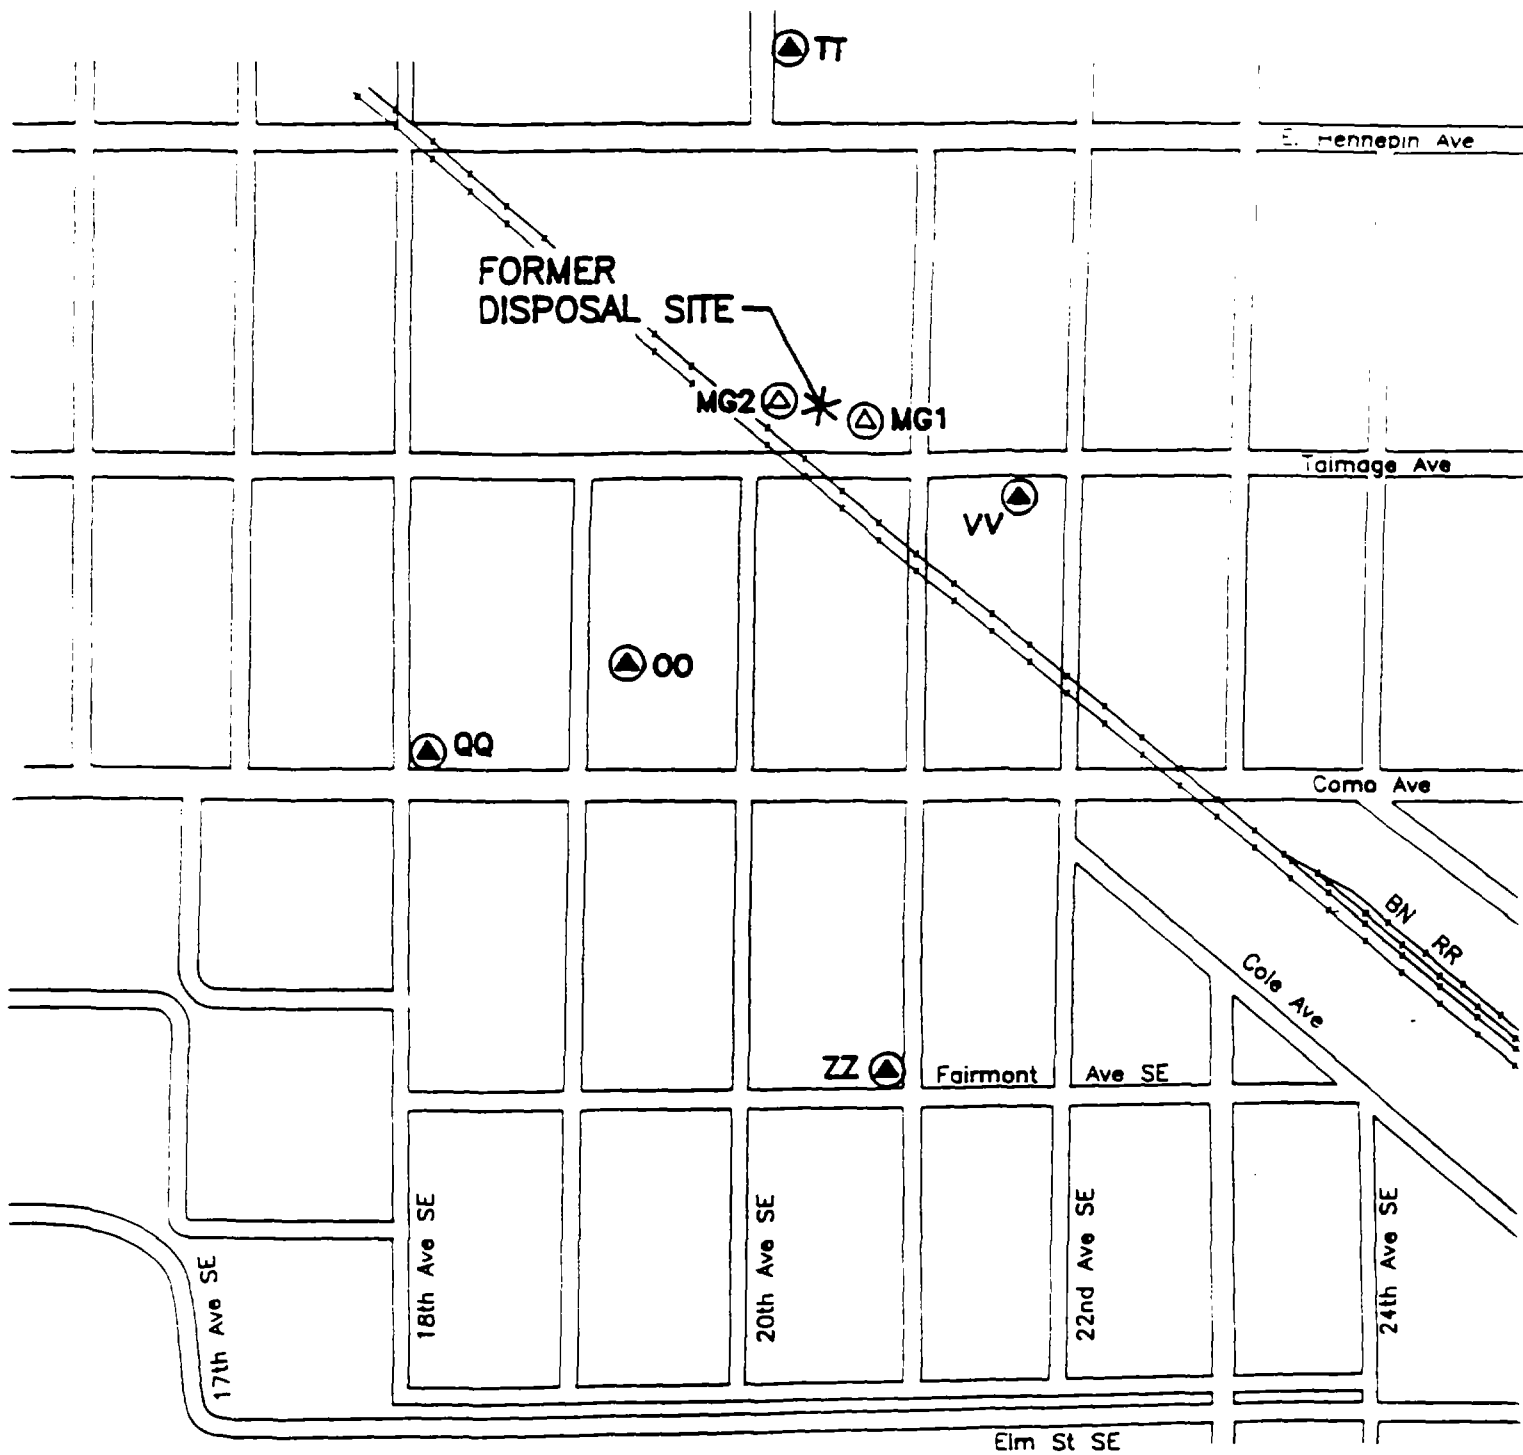 TT
E. Hennepin Ave
FORMER
DISPOSAL SITE
MG2
MG1
Talmage Ave
VV
OO
QQ
Como Ave
BN RR
Cole Ave
ZZ
Fairmont Ave SE
17th Ave SE
18th Ave SE
20th Ave SE
22nd Ave SE
24th Ave SE
Elm St SE